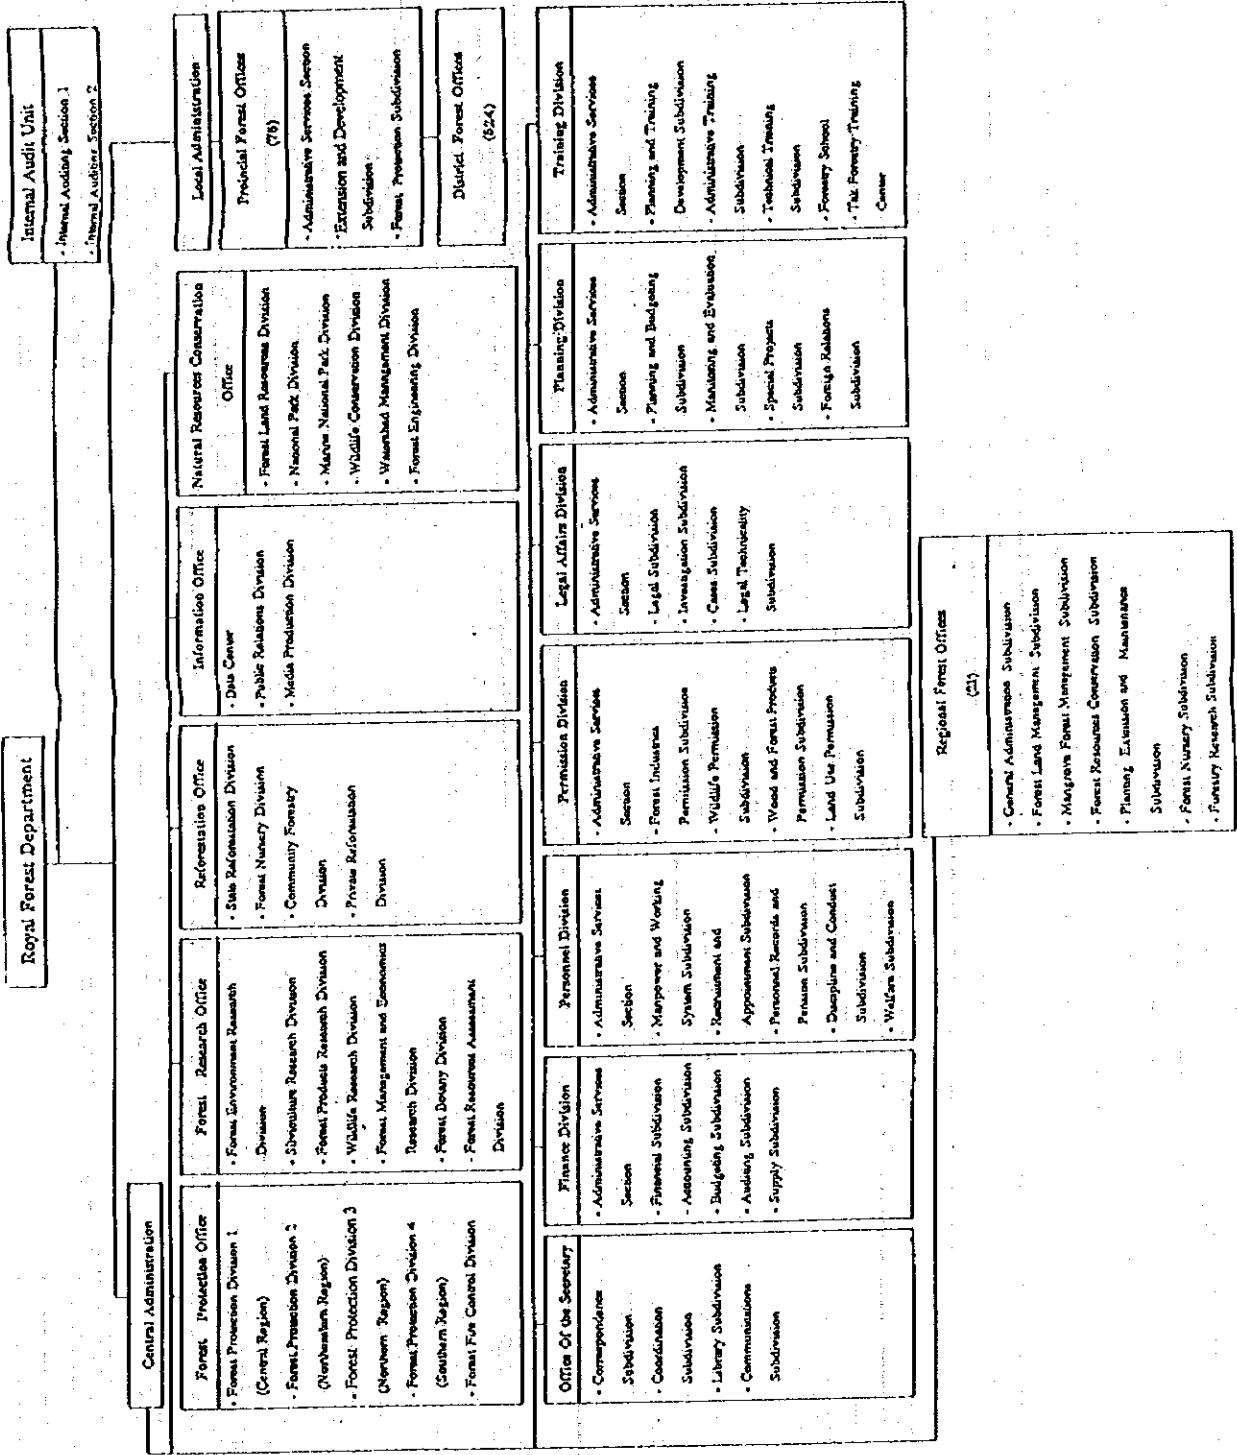 Royal Forest Department
Internal Audit Unit
· Internal Auditing Section 1
· Internal Auditing Section 2
Central Administration
Local Administration
Forest Protection Office
· Forest Protection Division 1
(Central Region)
· Forest Protection Division 2
(Northeastern Region)
· Forest Protection Division 3
(Northern Region)
· Forest Protection Division 4
(Southern Region)
· Forest Fire Control Division
Forest Research Office
· Forest Environment Research
Division
· Silviculture Research Division
· Forest Products Research Division
· Wildlife Research Division
· Forest Management and Economics
Research Division
· Forest Botany Division
· Forest Resources Assessment
Division
Reforestation Office
· State Reforestation Division
· Forest Nursery Division
· Community Forestry
Division
· Private Reforestation
Division
Information Office
· Data Center
· Public Relations Division
· Media Production Division
Natural Resources Conservation
Office
· Forest Land Resources Division
· National Park Division
· Marine National Park Division
· Wildlife Conservation Division
· Watershed Management Division
· Forest Engineering Division
Proincial Forest Offices
(75)
· Administrative Services Section
· Extension and Development
Subdivision
· Forest Protection Subdivision
District Forest Offices
(524)
Office Of the Secretary
· Correspondence
Subdivision
· Coordination
Subdivision
· Library Subdivision
· Communications
Subdivision
Finance Division
· Administrative Services
Section
· Financial Subdivision
· Accounting Subdivision
· Budgeting Subdivision
· Auditing Subdivision
· Supply Subdivision
Personnel Division
· Administrative Services
Section
· Manpower and Working
System Subdivision
· Recruitment and
Appointment Subdivision
· Personnel Records and
Pension Subdivision
· Discipline and Conduct
Subdivision
· Welfare Subdivision
Permission Division
· Administrative Services
Section
· Forest Industries
Permission Subdivision
· Wildlife Permission
Subdivision
· Wood and Forest Products
Permission Subdivision
· Land Use Permission
Subdivision
Legal Affairs Division
· Administrative Services
Section
· Legal Subdivision
· Investigation Subdivision
· Cases Subdivision
· Legal Technicality
Subdivision
Planning Division
· Administrative Services
Section
· Planning and Budgeting
Subdivision
· Monitoring and Evaluation
Subdivision
· Special Projects
Subdivision
· Foreign Relations
Subdivision
Training Division
· Administrative Services
Section
· Planning and Training
Development Subdivision
· Administrative Training
Subdivision
· Technical Training
Subdivision
· Forestry School
· Tak Forestry Training
Center
Regional Forest Offices
(21)
· General Administration Subdivision
· Forest Land Management Subdivision
· Mangrove Forest Management Subdivision
· Forest Resources Conservation Subdivision
· Planting Extension and Maintenance
Subdivision
· Forest Nursery Subdivision
· Forestry Research Subdivision